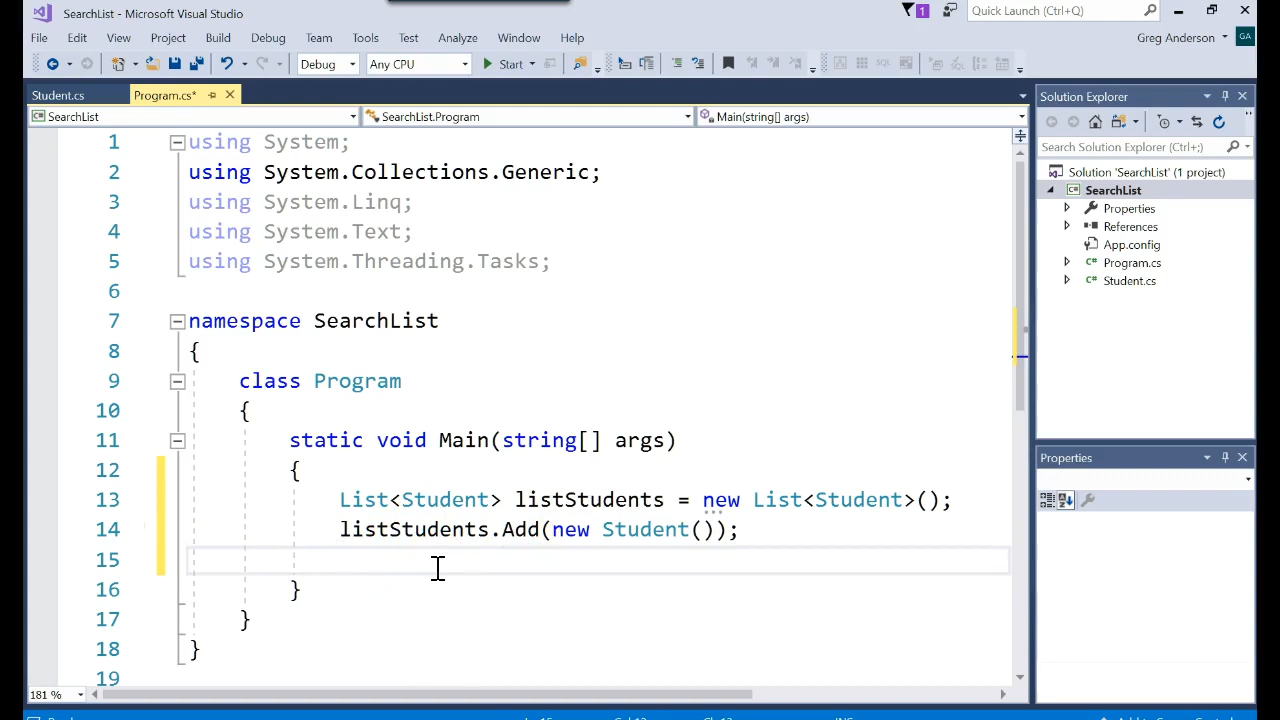 SearchList - Microsoft Visual Studio
1
Quick Launch (Ctrl+Q)
File Edit View Project Build Debug Team Tools Test Analyze Window Help
Greg Anderson
GA
Debug
Any CPU
Start
Student.cs
Program.cs*
SearchList
SearchList.Program
Main(string[] args)
1 using System;
2 using System.Collections.Generic;
3 using System.Linq;
4 using System.Text;
5 using System.Threading.Tasks;
6
7 namespace SearchList
8 {
9 class Program
10 {
11 static void Main(string[] args)
12 {
13 List<Student> listStudents = new List<Student>();
14 listStudents.Add(new Student());
15
16 }
17 }
18 }
19
181 %
Solution Explorer
Search Solution Explorer (Ctrl+;)
Solution 'SearchList' (1 project)
SearchList
Properties
References
App.config
C# Program.cs
C# Student.cs
Properties